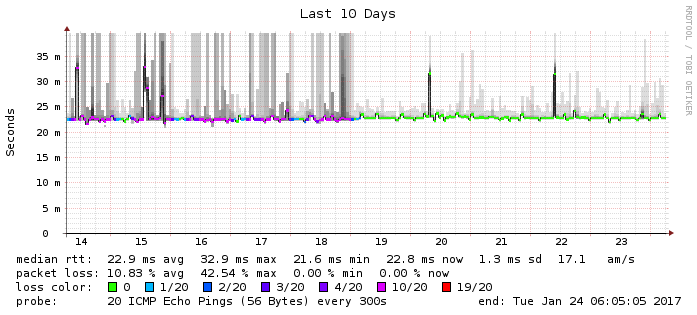 Last 10 Days
RRDTOOL / TOBI OETIKER
Seconds
35 m
30 m
25 m
20 m
15 m
10 m
5 m
0
14 15 16 17 18 19 20 21 22 23
median rtt: 22.9 ms avg 32.9 ms max 21.6 ms min 22.8 ms now 1.3 ms sd 17.1 am/s
packet loss: 10.83 % avg 42.54 % max 0.00 % min 0.00 % now
loss color: 0 1/20 2/20 3/20 4/20 10/20 19/20
probe: 20 ICMP Echo Pings (56 Bytes) every 300s end: Tue Jan 24 06:05:05 2017